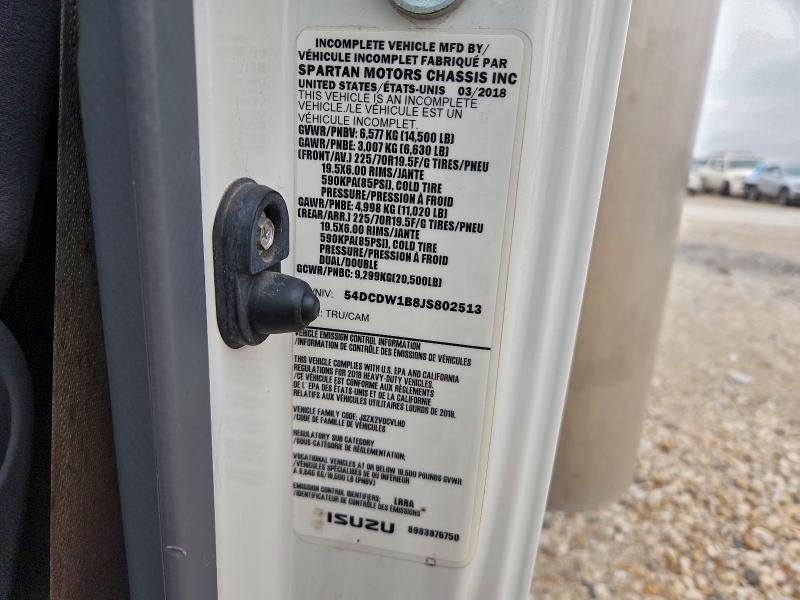 INCOMPLETE VEHICLE MFD BY/
VÉHICULE INCOMPLET FABRIQUÉ PAR
SPARTAN MOTORS CHASSIS INC
UNITED STATES/ÉTATS-UNIS 03/2018
THIS VEHICLE IS AN INCOMPLETE
VEHICLE./LE VÉHICULE EST UN
VÉHICULE INCOMPLET.
GVWR/PNBV: 6,577 KG (14,500 LB)
GAWR/PNBE: 3,007 KG (6,630 LB)
(FRONT/AV.) 225/70R19.5F/G TIRES/PNEU
19.5X6.00 RIMS/JANTE
590KPA(85PSI), COLD TIRE
PRESSURE/PRESSION À FROID
GAWR/PNBE: 4,998 KG (11,020 LB)
(REAR/ARR.) 225/70R19.5F/G TIRES/PNEU
19.5X6.00 RIMS/JANTE
590KPA(85PSI), COLD TIRE
PRESSURE/PRESSION À FROID
DUAL/DOUBLE
GCWR/PNBC: 9,299KG(20,500LB)
/NIV: 54DCDW1B8JS802513
: TRU/CAM
VEHICLE EMISSION CONTROL INFORMATION
/INFORMATION DE CONTRÔLE DES ÉMISSIONS DE VÉHICULES
THIS VEHICLE COMPLIES WITH U.S. EPA AND CALIFORNIA
REGULATIONS FOR 2018 HEAVY-DUTY VEHICLES.
/CE VÉHICULE EST CONFORME AUX RÉGLEMENTS
DE L' EPA DES ÉTATS-UNIS ET DE LA CALIFORNIE
RELATIFS AUX VÉHICULES UTILITAIRES LOURDS DE 2018.
VEHICLE FAMILY CODE: JSZX2VOCVLHD
/CODE DE FAMILLE DE VÉHICULES
REGULATORY SUB CATEGORY
/SOUS-CATÉGORIE DE RÉGLEMENTATION:
VOCATIONAL VEHICLES AT OR BELOW 19,500 POUNDS GVWR
/VÉHICULES SPÉCIALISÉS DE OU INFÉRIEUR
À 8,845 KG/19,500 LB (PNBV)
EMISSION CONTROL IDENTIFIERS: LRRA
/IDENTIFICATEUR DE CONTRÔLE DES ÉMISSIONS
ISUZU 8983876750